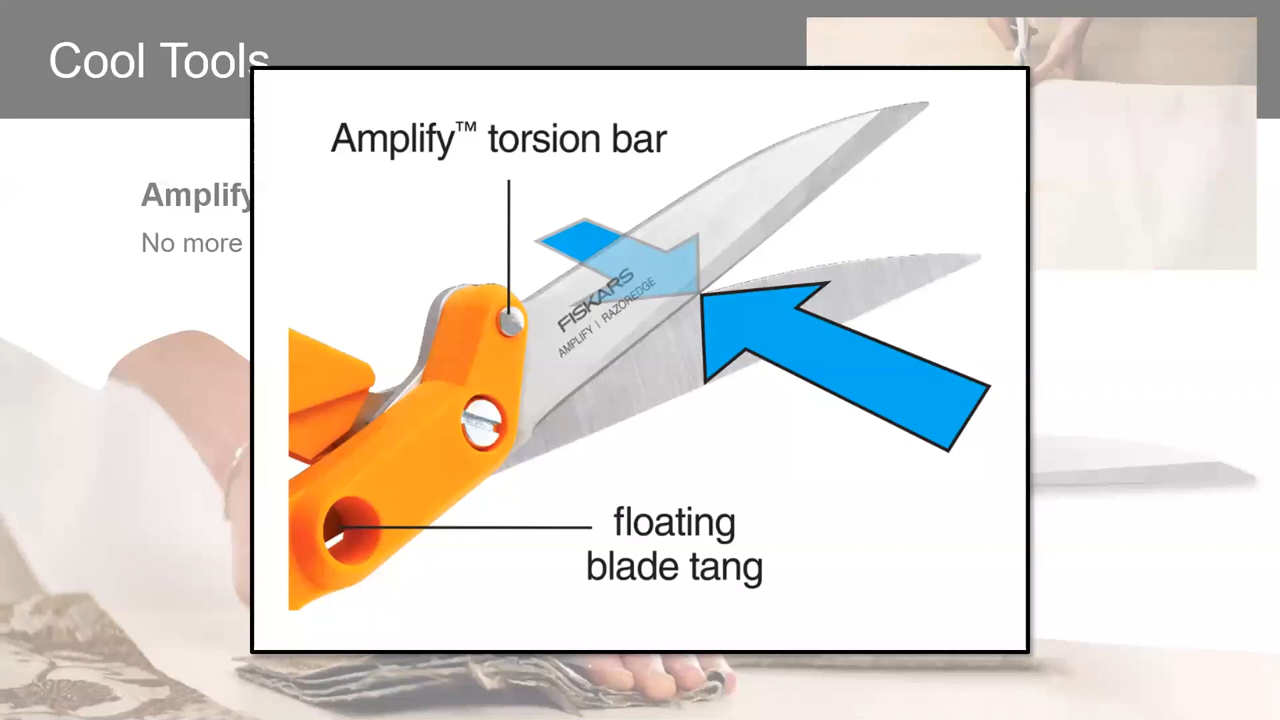 Cool Tools
Amplify
No more
Amplify™ torsion bar
FISKARS
AMPLIFY | RAZOREDGE
floating
blade tang